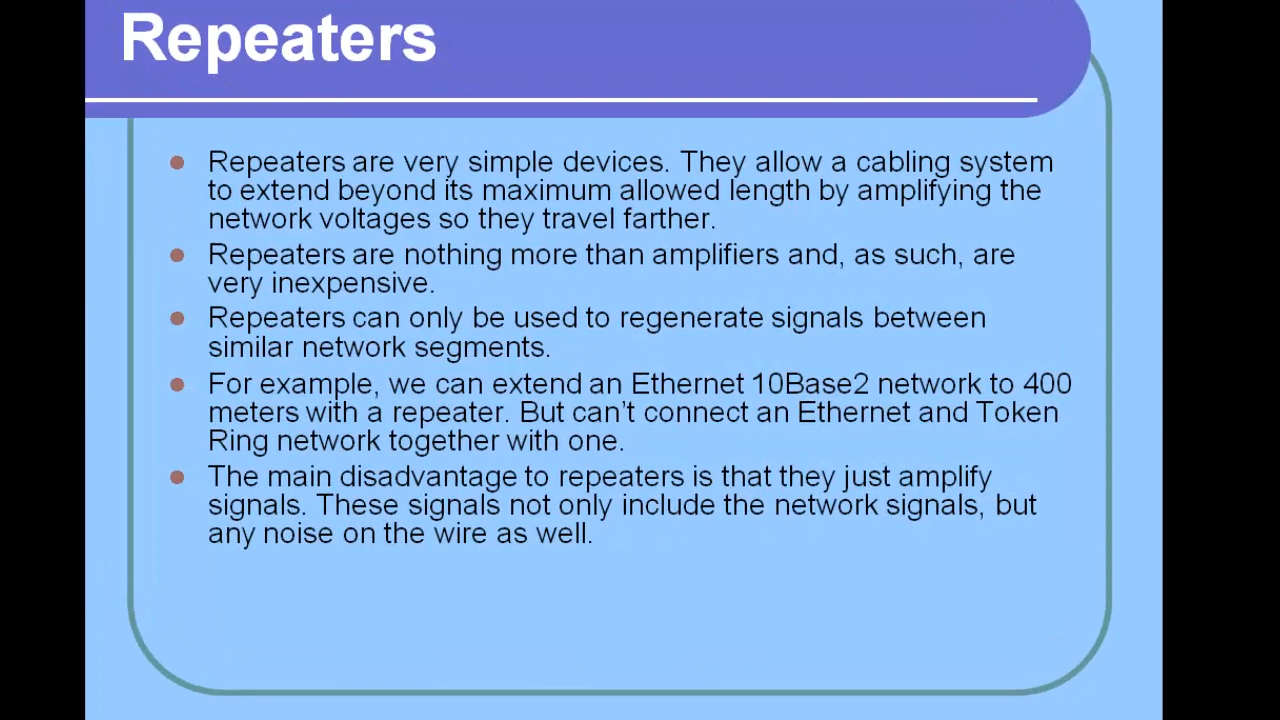 Repeaters
Repeaters are very simple devices. They allow a cabling system
to extend beyond its maximum allowed length by amplifying the
network voltages so they travel farther.
Repeaters are nothing more than amplifiers and, as such, are
very inexpensive.
Repeaters can only be used to regenerate signals between
similar network segments.
For example, we can extend an Ethernet 10Base2 network to 400
meters with a repeater. But can’t connect an Ethernet and Token
Ring network together with one.
The main disadvantage to repeaters is that they just amplify
signals. These signals not only include the network signals, but
any noise on the wire as well.